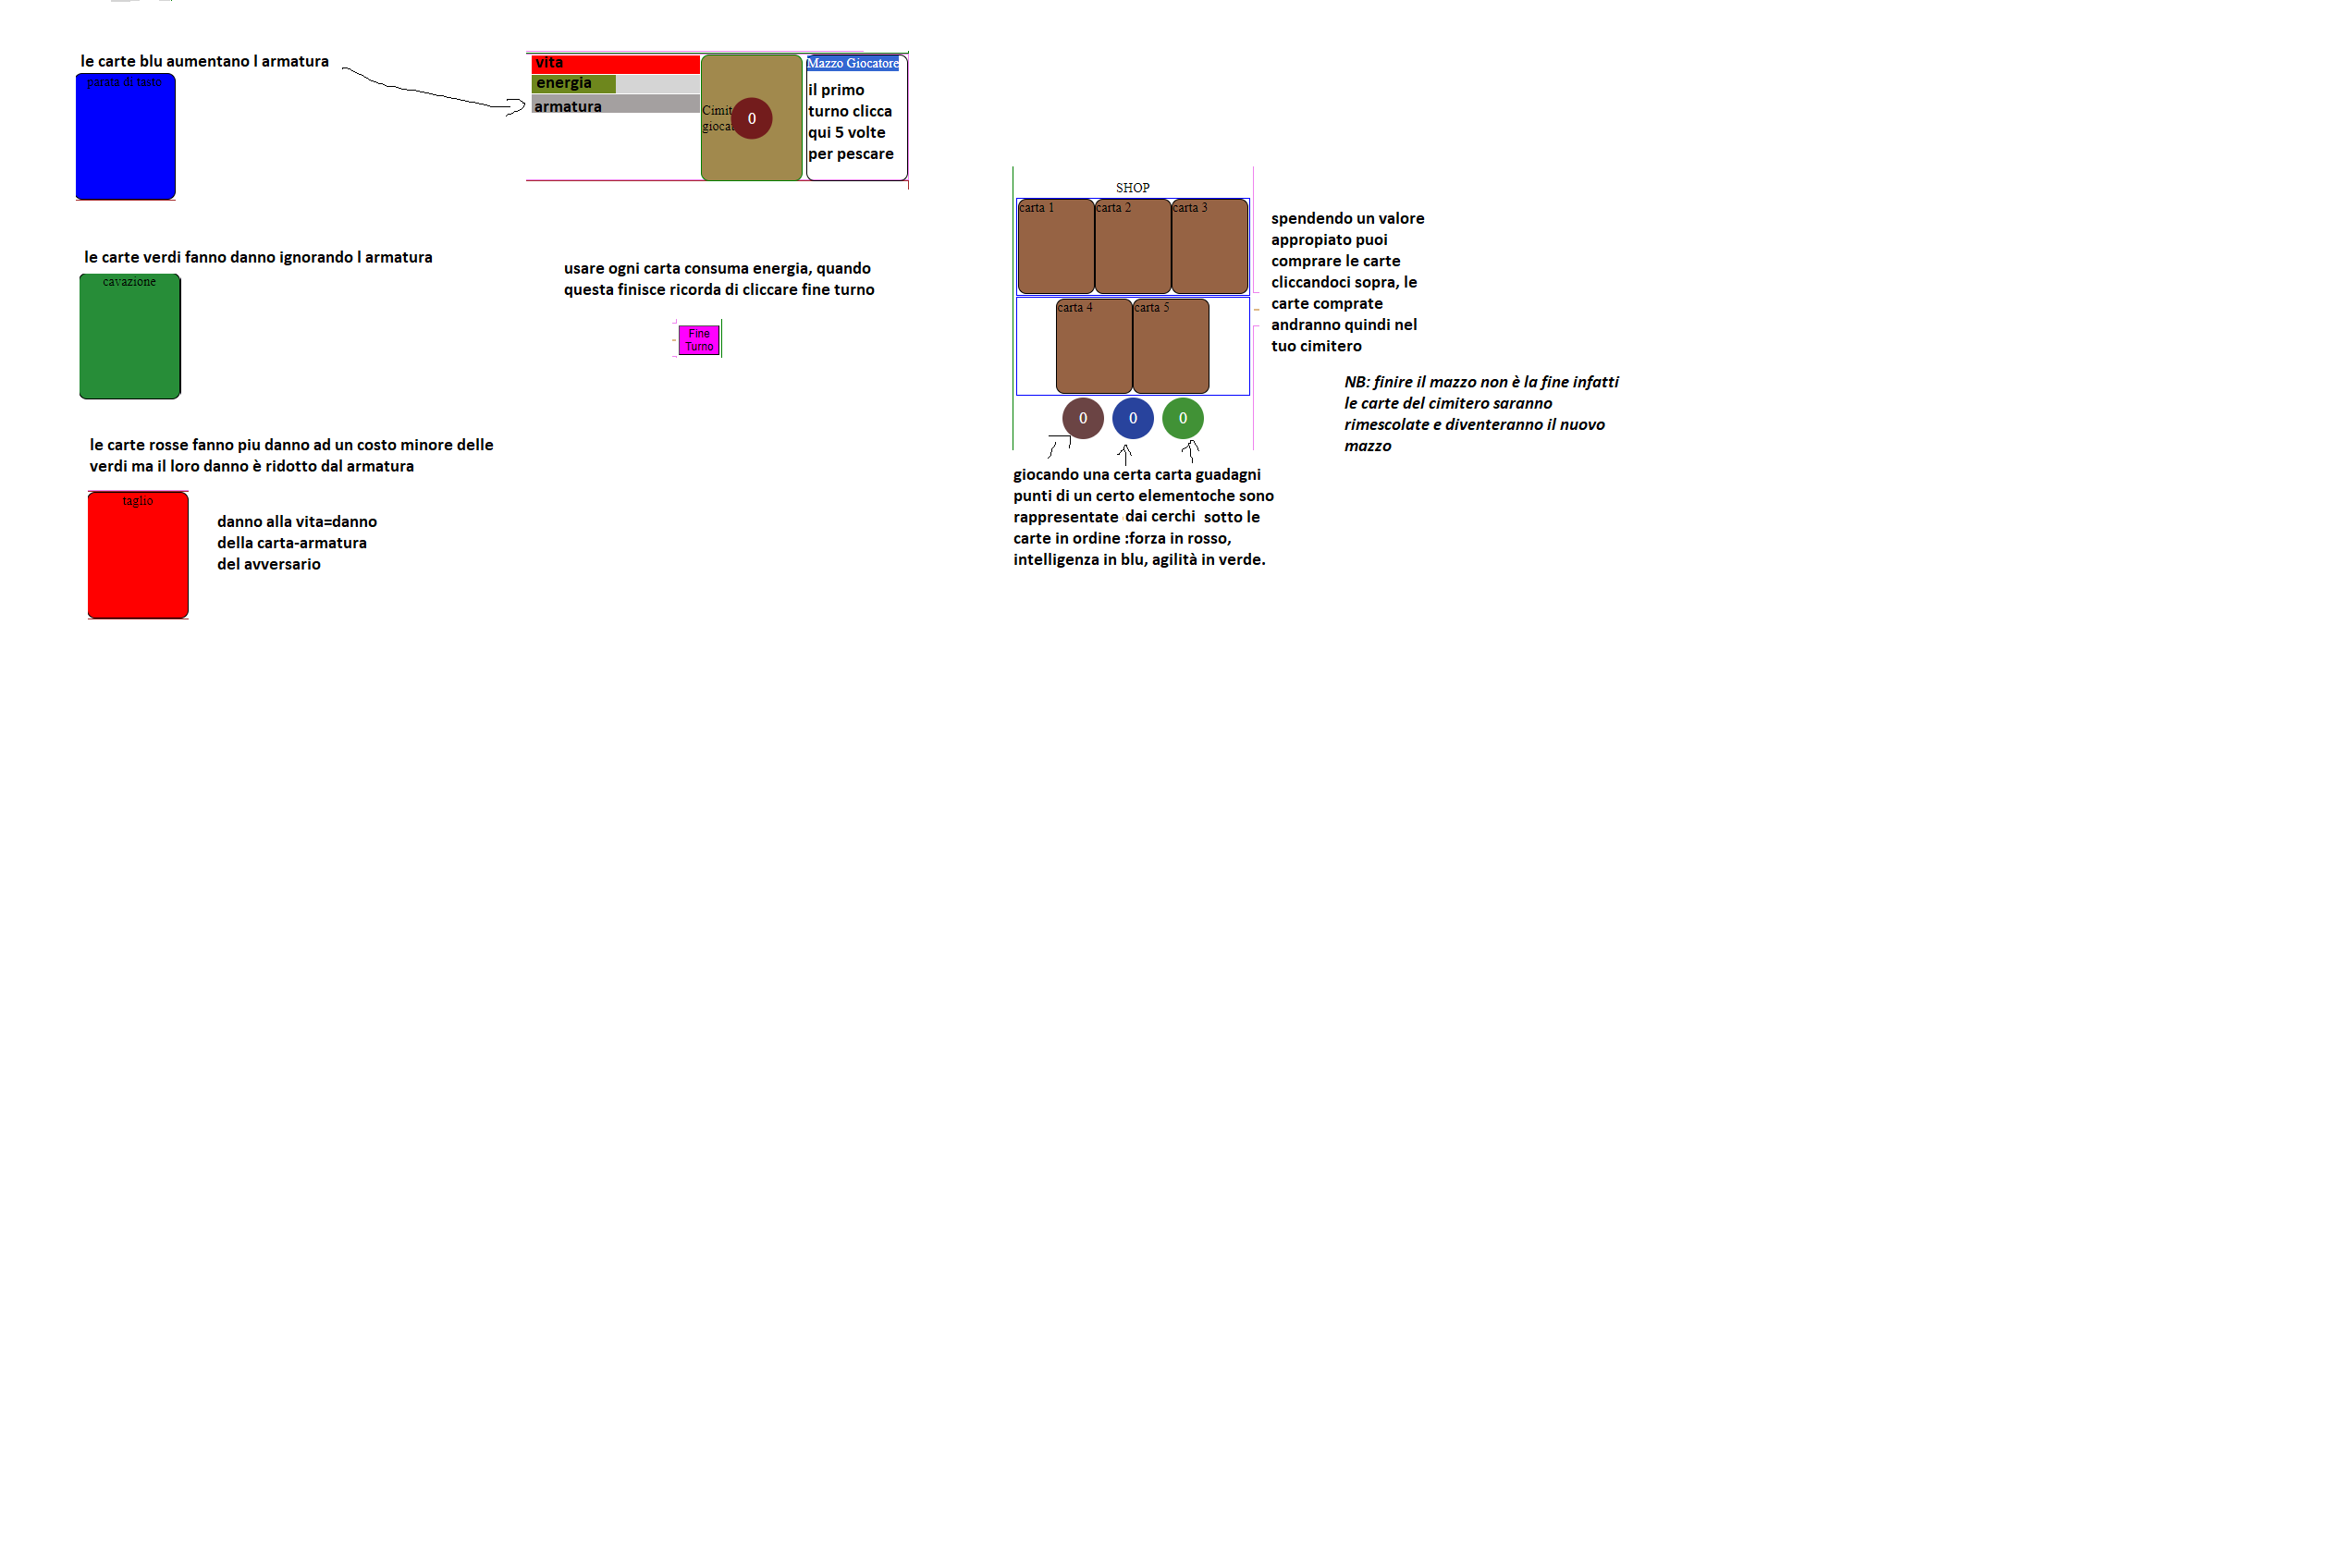 le carte blu aumentano l armatura
parata di tasto
vita
energia
armatura
0
Mazzo Giocatore
il primo
turno clicca
qui 5 volte
per pescare
le carte verdi fanno danno ignorando l armatura
cavazione
usare ogni carta consuma energia, quando
questa finisce ricorda di cliccare fine turno
Fine
Turno
le carte rosse fanno piu danno ad un costo minore delle
verdi ma il loro danno è ridotto dal armatura
taglio
danno alla vita=danno
della carta-armatura
del avversario
SHOP
carta 1
carta 2
carta 3
carta 4
carta 5
0
0
0
spendendo un valore
appropiato puoi
comprare le carte
cliccandoci sopra, le
carte comprate
andranno quindi nel
tuo cimitero
NB: finire il mazzo non è la fine infatti
le carte del cimitero saranno
rimescolate e diventeranno il nuovo
mazzo
giocando una certa carta guadagni
punti di un certo elementoche sono
rappresentate dai cerchi sotto le
carte in ordine :forza in rosso,
intelligenza in blu, agilità in verde.